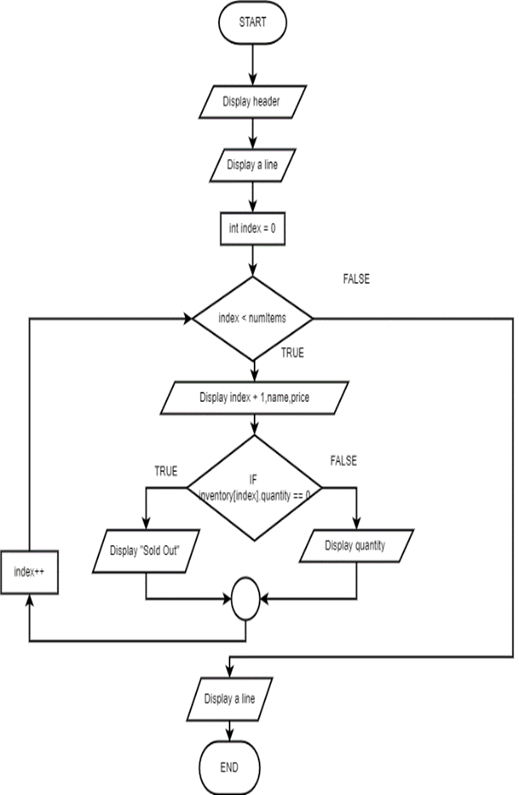 START
Display header
Display a line
int index = 0
FALSE
index < numItems
TRUE
Display index + 1,name,price
TRUE
FALSE
IF
inventory[index].quantity == 0
Display "Sold Out"
Display quantity
index++
Display a line
END